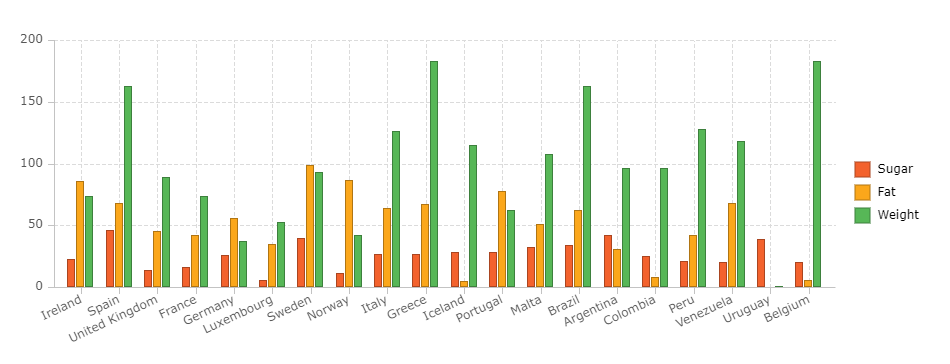 200
150
100
50
0
Ireland
Spain
United Kingdom
France
Germany
Luxembourg
Sweden
Norway
Italy
Greece
Iceland
Portugal
Malta
Brazil
Argentina
Colombia
Peru
Venezuela
Uruguay
Belgium
Sugar
Fat
Weight